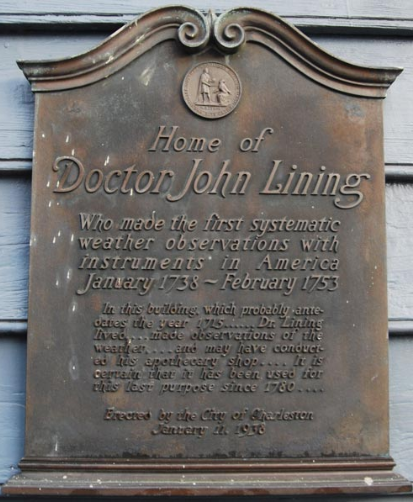 Home of
Doctor John Lining
Who made the first systematic
weather observations with
instruments in America
January 1738 ~ February 1753
In this building, which probably ante-
dates the year 1715...... Dr. Lining
lived.... made observations of the
weather,.... and may have conduct-
ed his apothecary shop.... It is
certain that it has been used for
this last purpose since 1780.....
Erected by the City of Charleston
January 11, 1938